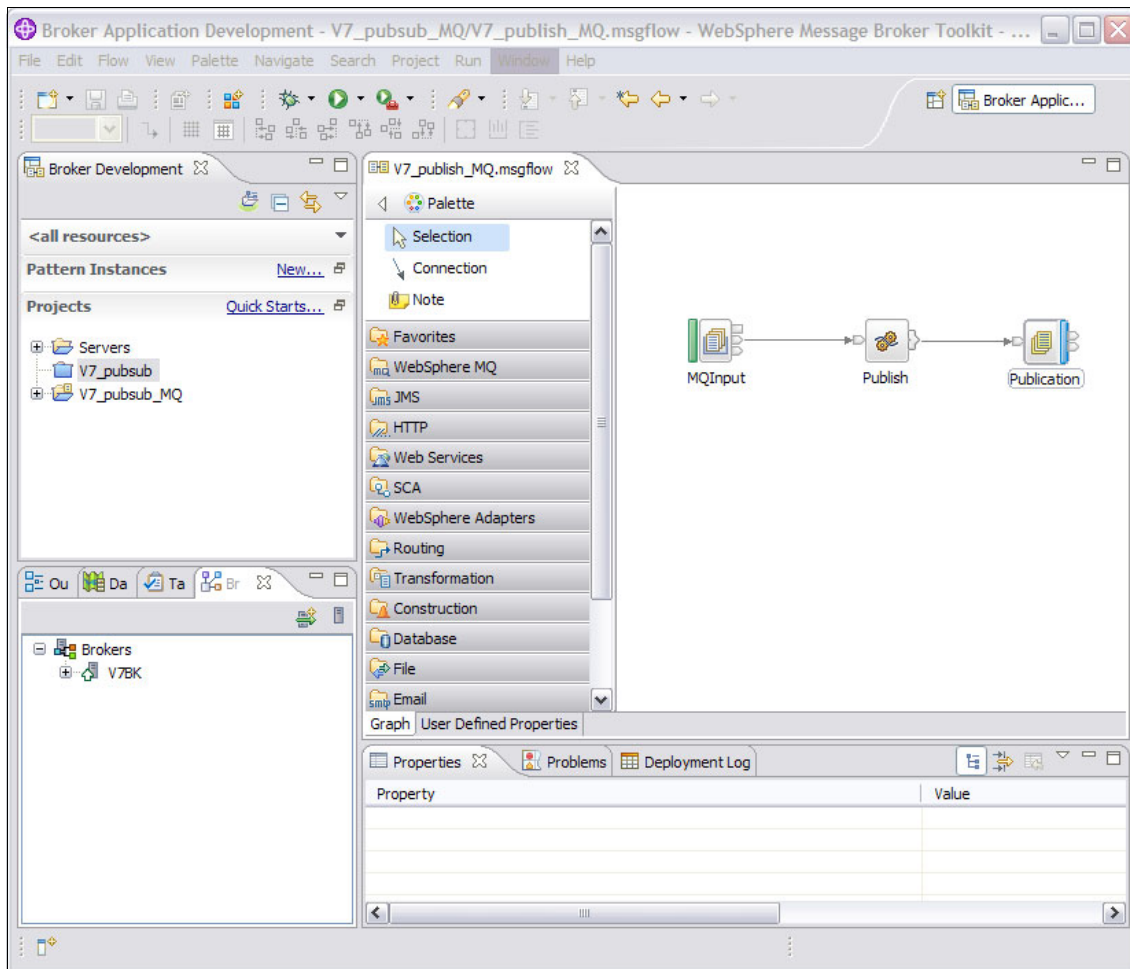 Broker Application Development - V7_pubsub_MQ/V7_publish_MQ.msgflow - WebSphere Message Broker Toolkit - ...
File Edit Flow View Palette Navigate Search Project Run Window Help
Broker Applic...
Broker Development
<all resources>
Pattern Instances New...
Projects Quick Starts...
Servers
V7_pubsub
V7_pubsub_MQ
Ou Da Ta Br
Brokers
V7BK
V7_publish_MQ.msgflow
Palette
Selection
Connection
Note
Favorites
WebSphere MQ
JMS
HTTP
Web Services
SCA
WebSphere Adapters
Routing
Transformation
Construction
Database
File
Email
MQInput Publish Publication
Graph User Defined Properties
Properties Problems Deployment Log
Property Value